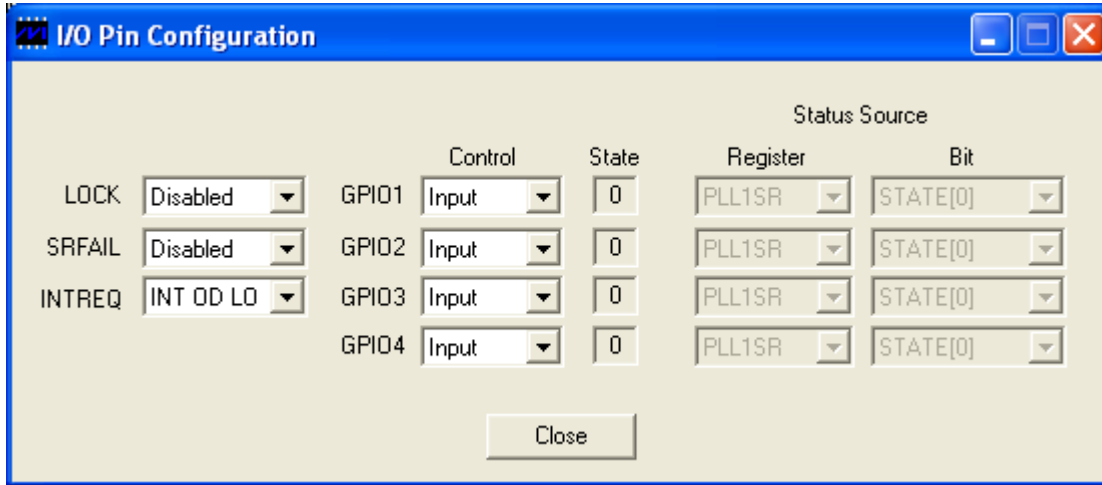 I/O Pin Configuration
Status Source
Control State Register Bit
LOCK Disabled GPIO1 Input 0 PLL1SR STATE[0]
SRFAIL Disabled GPIO2 Input 0 PLL1SR STATE[0]
INTREQ INT OD LO GPIO3 Input 0 PLL1SR STATE[0]
GPIO4 Input 0 PLL1SR STATE[0]
Close